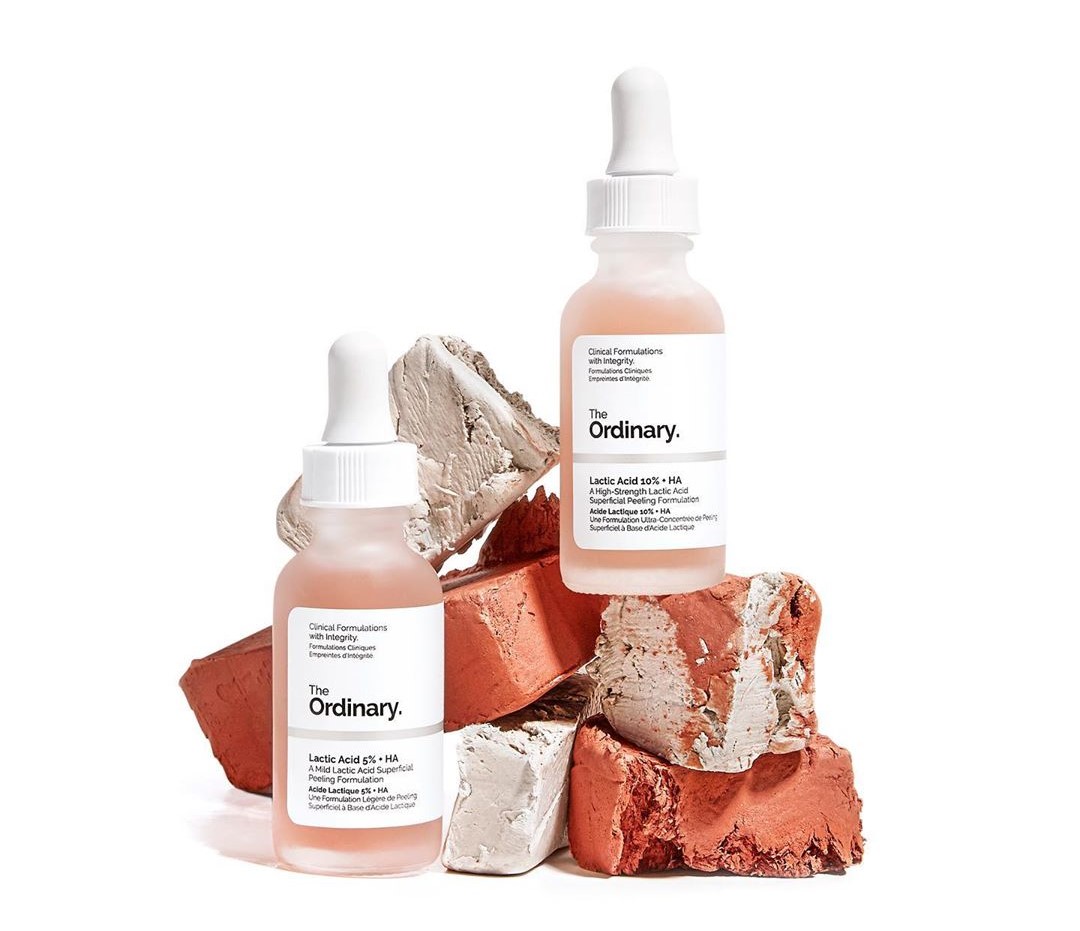 Clinical Formulations
with Integrity.
Formulations Cliniques
Empreintes d'Intégrité.
The
Ordinary.
Lactic Acid 10% + HA
A High-Strength Lactic Acid
Superficial Peeling Formulation
Acide Lactique 10% + HA
Une Formulation Ultra-Concentrée de Peeling
Superficiel à Base d'Acide Lactique
Clinical Formulations
with Integrity.
Formulations Cliniques
Empreintes d'Intégrité.
The
Ordinary.
Lactic Acid 5% + HA
A Mild Lactic Acid Superficial
Peeling Formulation
Acide Lactique 5% + HA
Une Formulation Légère de Peeling
Superficiel à Base d'Acide Lactique